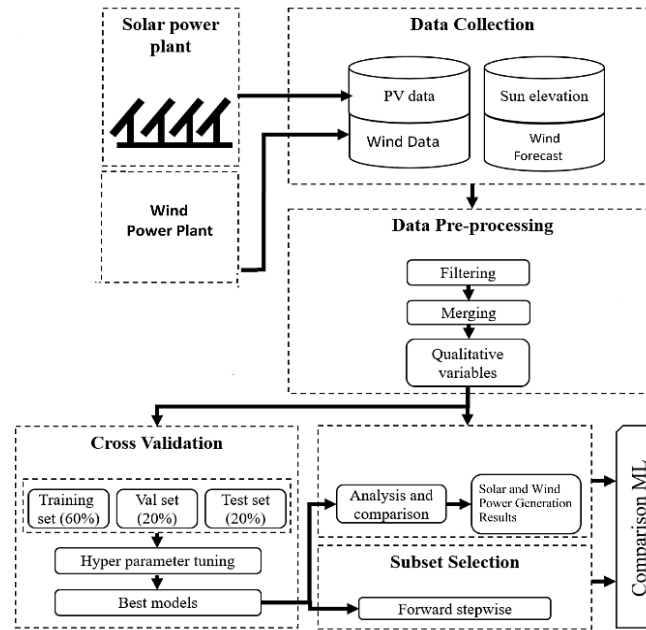 Solar power
plant
Wind
Power Plant
Data Collection
PV data
Wind Data
Sun elevation
Wind
Forecast
Data Pre-processing
Filtering
Merging
Qualitative
variables
Cross Validation
Training
set (60%)
Val set
(20%)
Test set
(20%)
Hyper parameter tuning
Best models
Analysis and
comparison
Solar and Wind
Power Generation
Results
Subset Selection
Forward stepwise
Comparison ML